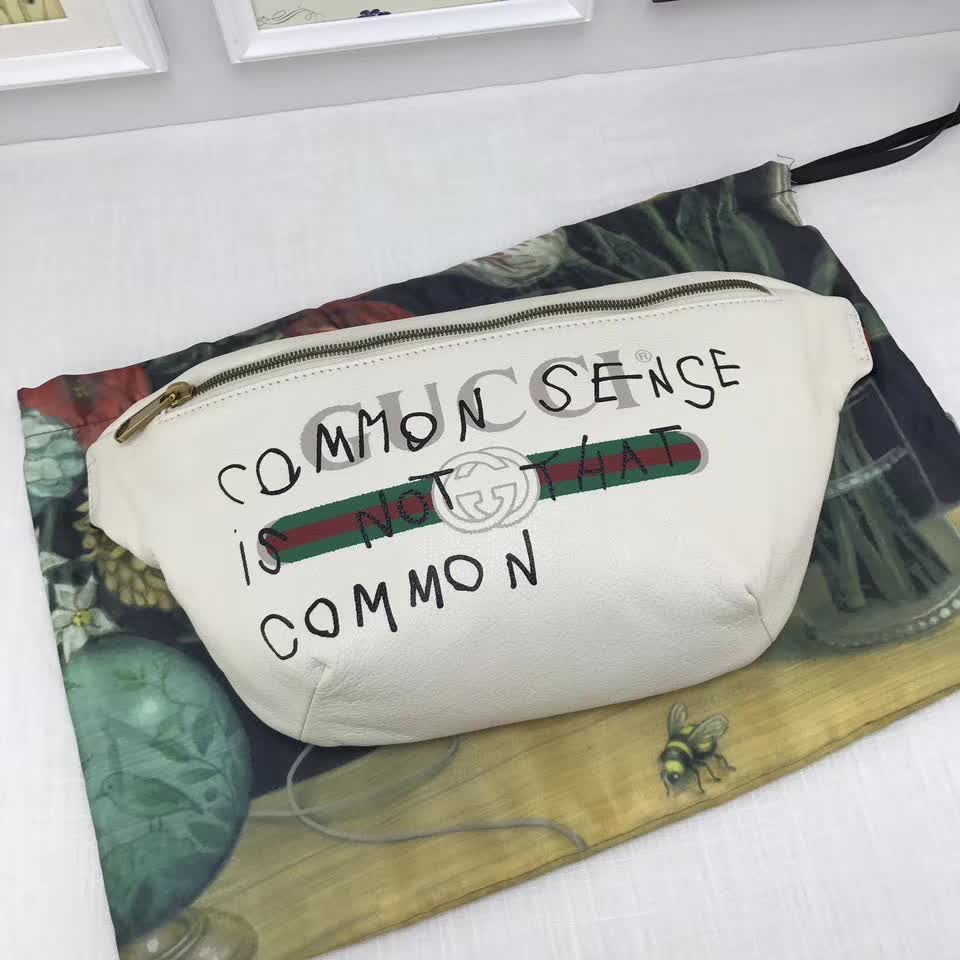 GUCCI®
COMMON SENSE
iS NOT THAT
COMMON